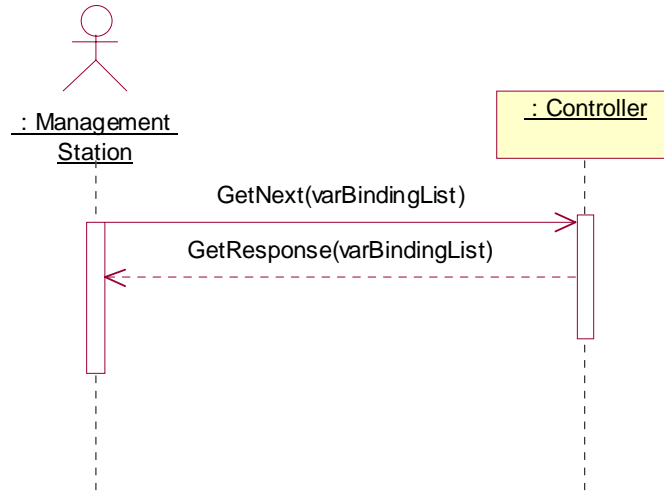 : Management
Station
: Controller
GetNext(varBindingList)
GetResponse(varBindingList)